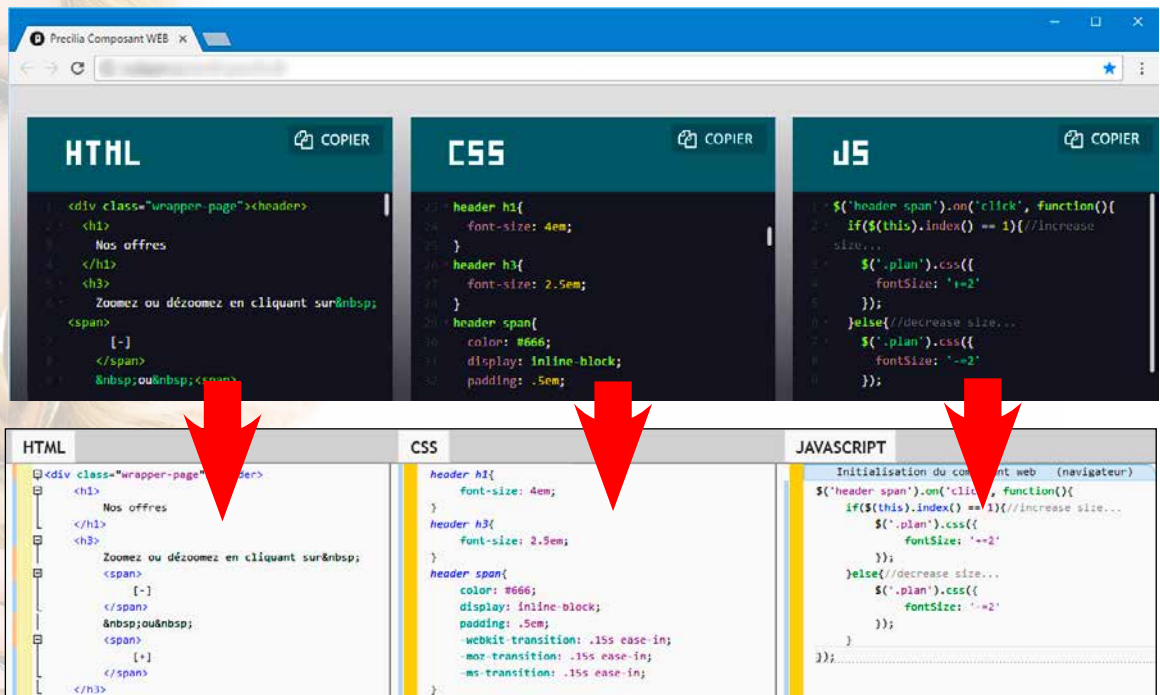 Precilia Composant WEB
HTML
COPIER
<div class="wrapper-page"><header>
<h1>
Nos offres
</h1>
<h3>
Zoomez ou dézoomez en cliquant sur&nbsp;
<span>
[-]
</span>
&nbsp;ou&nbsp;<span>
CSS
COPIER
header h1{
font-size: 4em;
}
header h3{
font-size: 2.5em;
}
header span{
color: #666;
display: inline-block;
padding: .5em;
JS
COPIER
$('header span').on('click', function(){
if($(this).index() == 1){//increase
size...
$('.plan').css({
fontSize: '+=2'
});
}else{//decrease size...
$('.plan').css({
fontSize: '-=2'
});
HTML
<div class="wrapper-page"
<h1>
Nos offres
</h1>
<h3>
Zoomez ou dézoomez en cliquant sur&nbsp;
<span>
[-]
</span>
&nbsp;ou&nbsp;
<span>
[+]
</span>
</h3>
CSS
header h1{
font-size: 4em;
}
header h3{
font-size: 2.5em;
}
header span{
color: #666;
display: inline-block;
padding: .5em;
-webkit-transition: .15s ease-in;
-moz-transition: .15s ease-in;
-ms-transition: .15s ease-in;
}
JAVASCRIPT
Initialisation du web (navigateur)
$('header span').on('click', function(){
if($(this).index() == 1){//increase size...
$('.plan').css({
fontSize: '+=2'
});
}else{//decrease size...
$('.plan').css({
fontSize: '-=2'
});
}
});